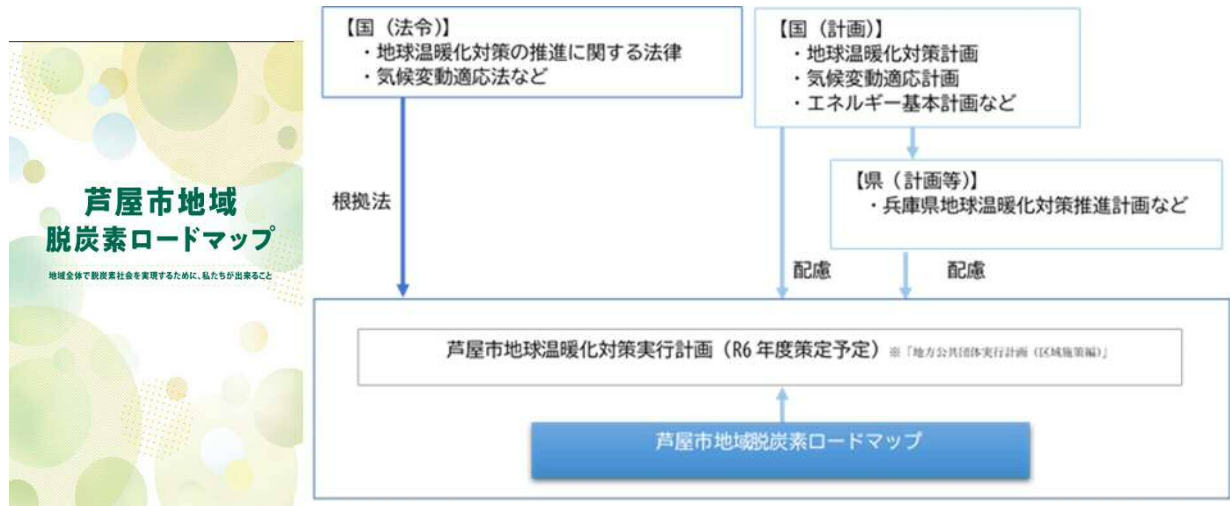 芦屋市地域
脱炭素ロードマップ
地域全体で脱炭素社会を実現するために、私たちが出来ること
【国(法令)】
・地球温暖化対策の推進に関する法律
・気候変動適応法など
【国(計画)】
・地球温暖化対策計画
・気候変動適応計画
・エネルギー基本計画など
【県(計画等)】
・兵庫県地球温暖化対策推進計画など
根拠法
配慮
配慮
芦屋市地球温暖化対策実行計画(R6 年度策定予定)※「地方公共団体実行計画(区域施策編)」
芦屋市地域脱炭素ロードマップ